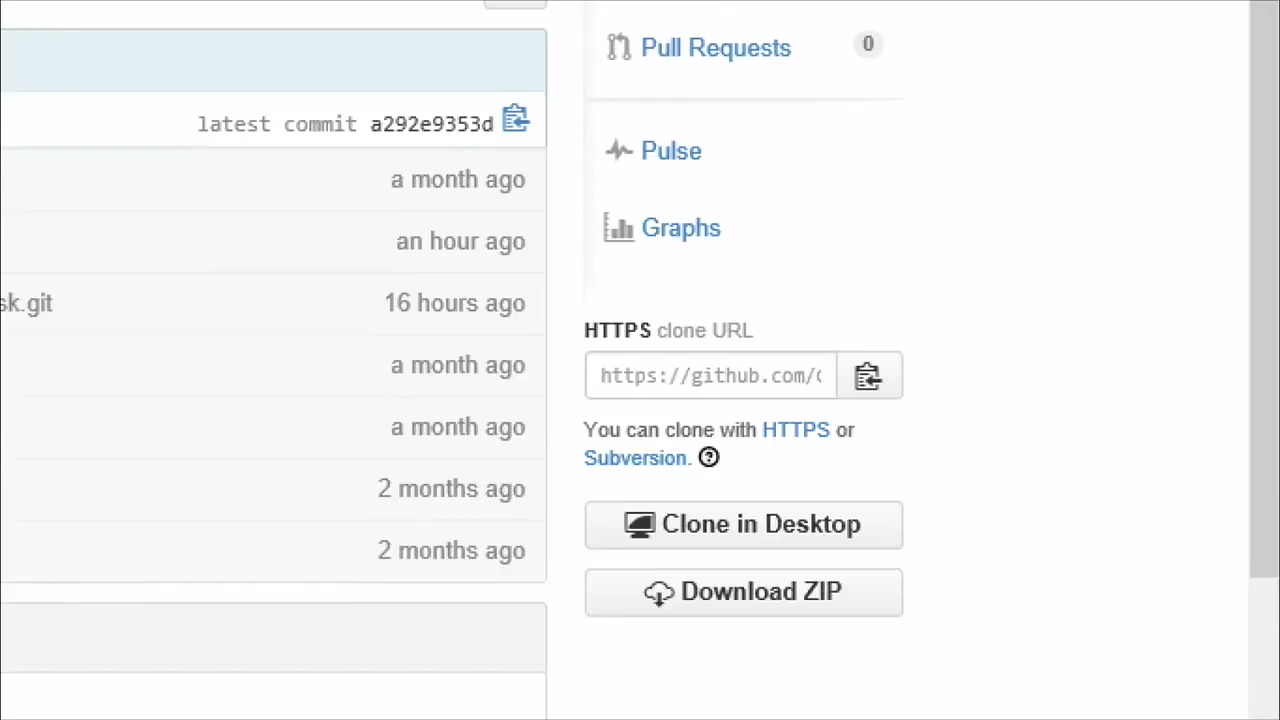 latest commit a292e9353d
a month ago
an hour ago
sk.git 16 hours ago
a month ago
a month ago
2 months ago
2 months ago
Pull Requests 0
Pulse
Graphs
HTTPS clone URL
https://github.com/
You can clone with HTTPS or
Subversion.
Clone in Desktop
Download ZIP